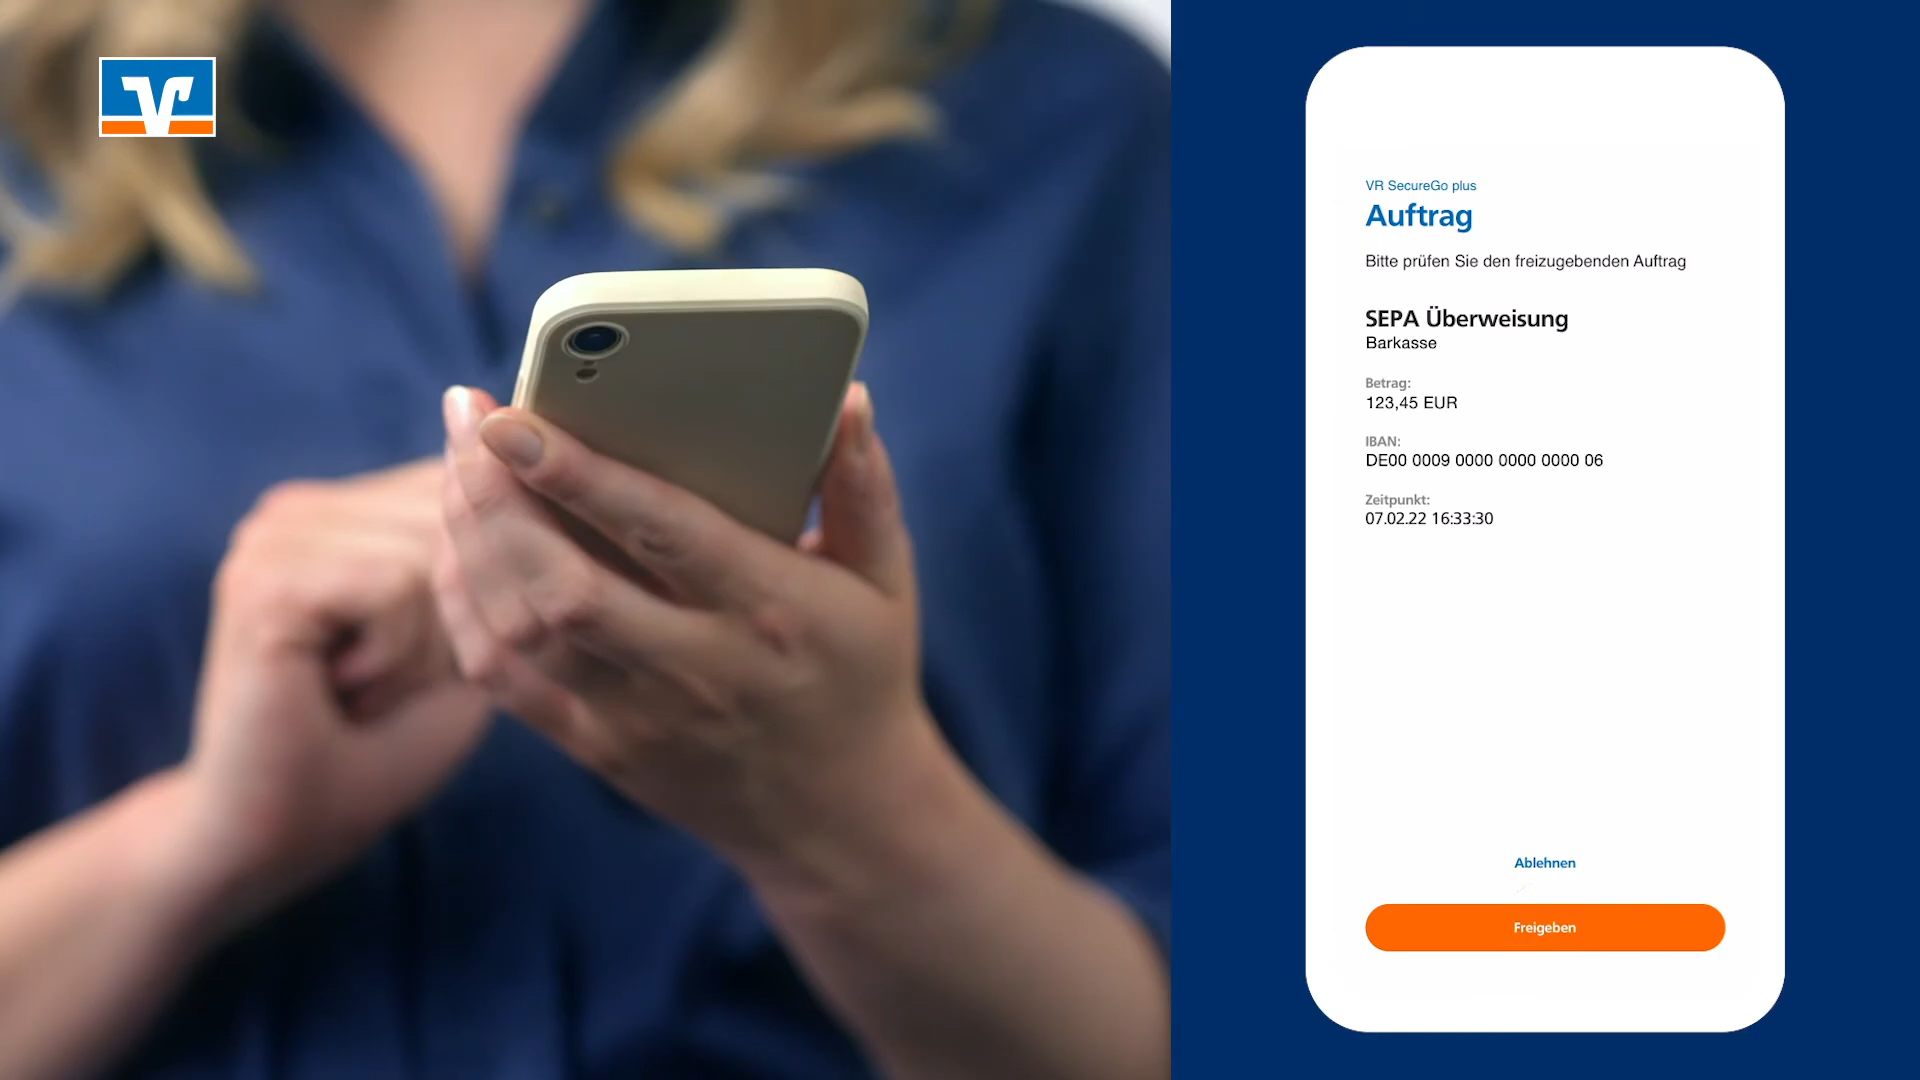 VR SecureGo plus
Auftrag
Bitte prüfen Sie den freizugebenden Auftrag
SEPA Überweisung
Barkasse
Betrag:
123,45 EUR
IBAN:
DE00 0009 0000 0000 0000 06
Zeitpunkt:
07.02.22 16:33:30
Ablehnen
Freigeben